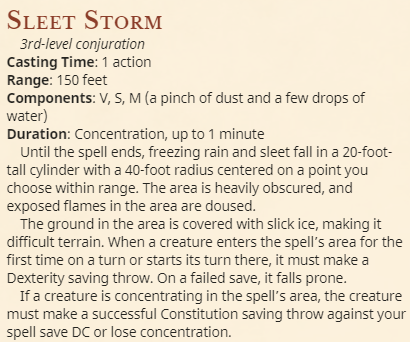 Sleet Storm
3rd-level conjuration
Casting Time: 1 action
Range: 150 feet
Components: V, S, M (a pinch of dust and a few drops of
water)
Duration: Concentration, up to 1 minute
Until the spell ends, freezing rain and sleet fall in a 20-foot-
tall cylinder with a 40-foot radius centered on a point you
choose within range. The area is heavily obscured, and
exposed flames in the area are doused.
The ground in the area is covered with slick ice, making it
difficult terrain. When a creature enters the spell's area for the
first time on a turn or starts its turn there, it must make a
Dexterity saving throw. On a failed save, it falls prone.
If a creature is concentrating in the spell's area, the creature
must make a successful Constitution saving throw against your
spell save DC or lose concentration.